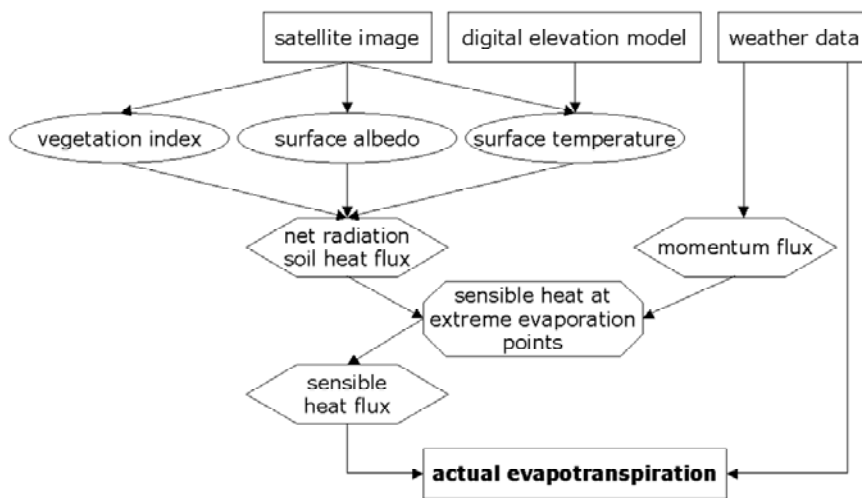 satellite image
digital elevation model
weather data
vegetation index
surface albedo
surface temperature
net radiation
soil heat flux
momentum flux
sensible heat at
extreme evaporation
points
sensible
heat flux
actual evapotranspiration